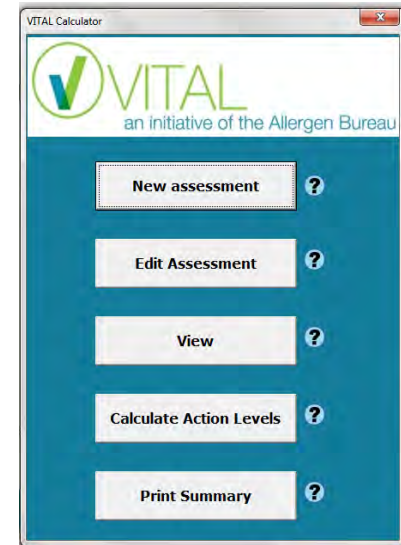 VITAL Calculator
VITAL
an initiative of the Allergen Bureau
New assessment ?
Edit Assessment ?
View ?
Calculate Action Levels ?
Print Summary ?